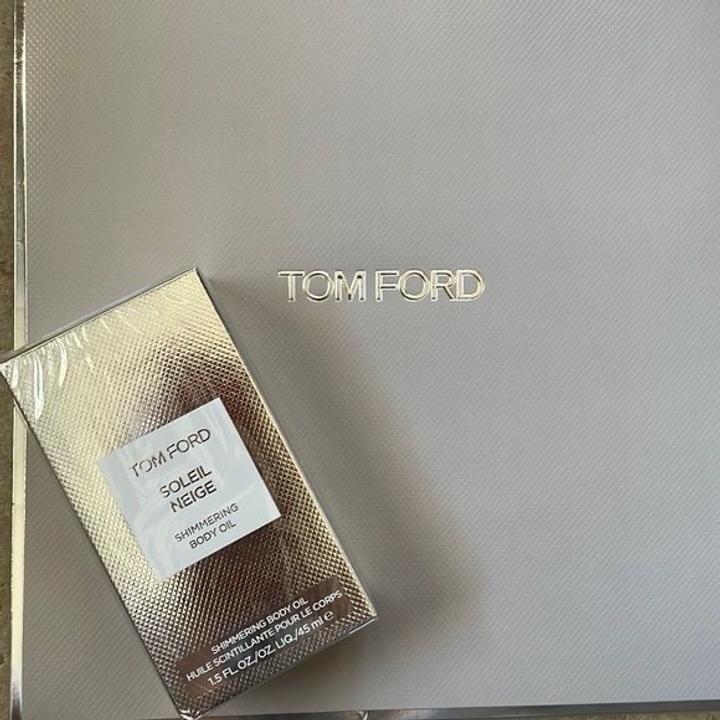 TOM FORD
TOM FORD
SOLEIL
NEIGE
SHIMMERING
BODY OIL
SHIMMERING BODY OIL
HUILE SCINTILLANTE POUR LE CORPS
1.5 FL.OZ./OZ. LIQ./45 ml ℮